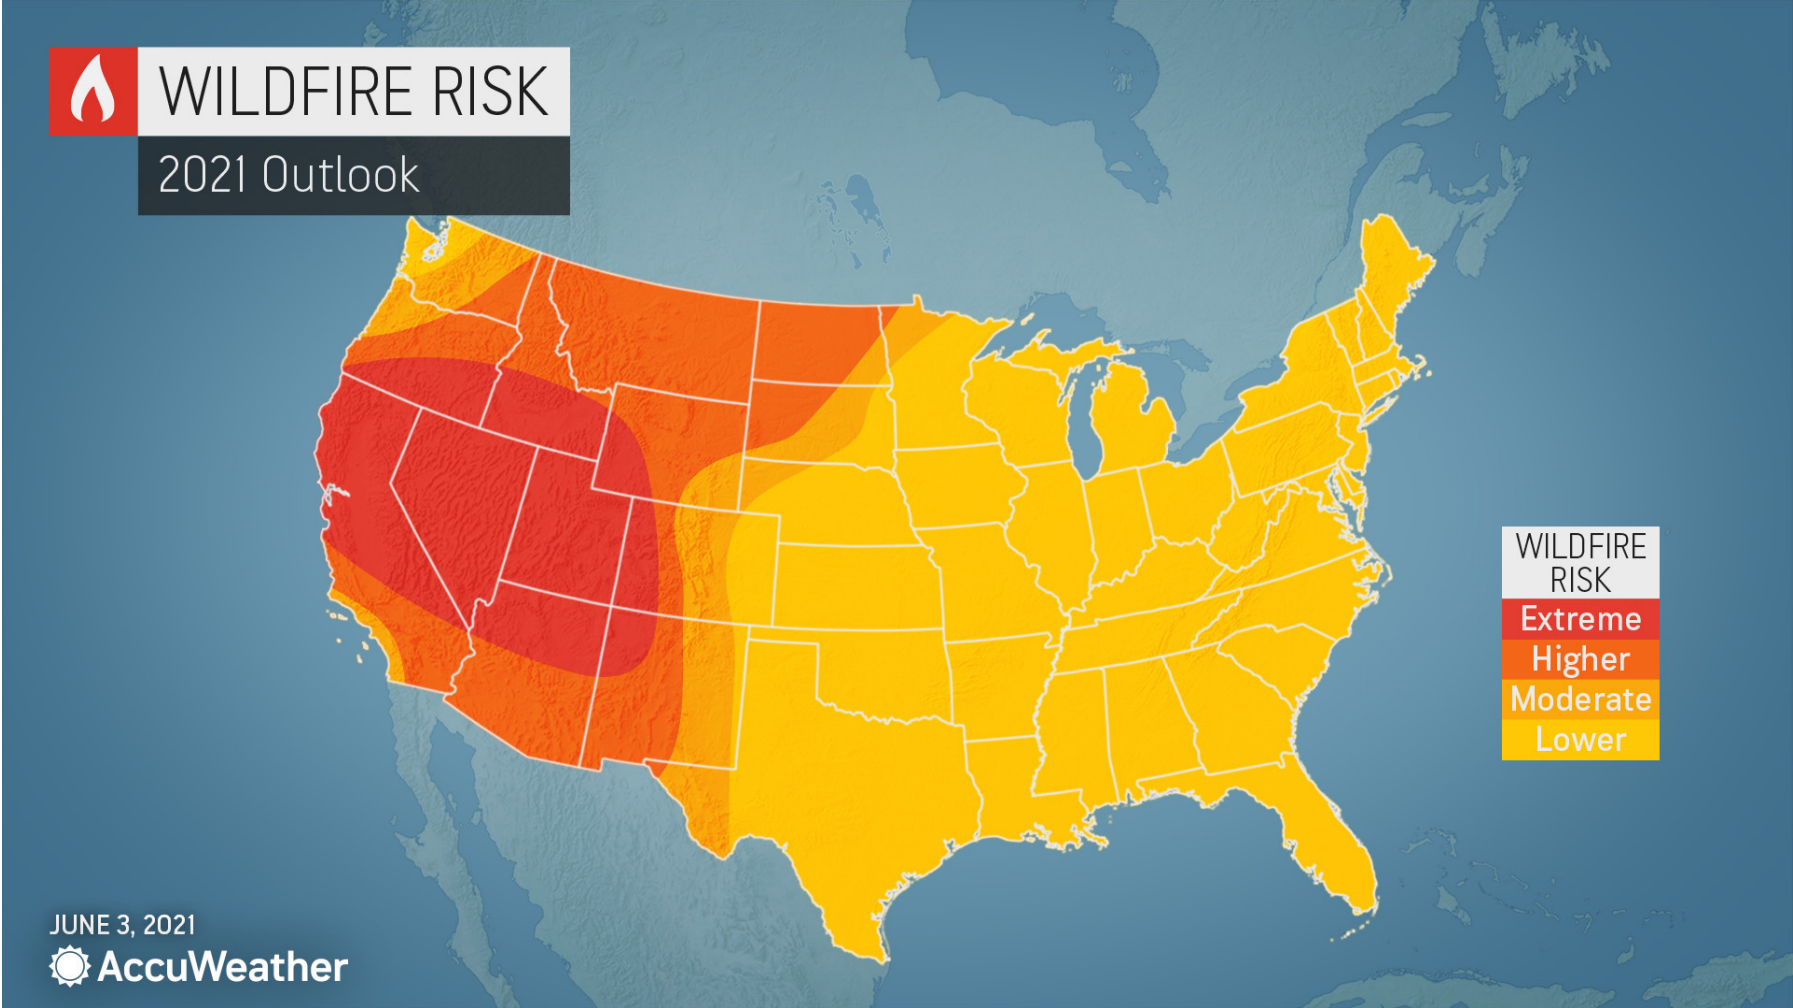 WILDFIRE RISK
2021 Outlook
WILDFIRE
RISK
Extreme
Higher
Moderate
Lower
JUNE 3, 2021
AccuWeather